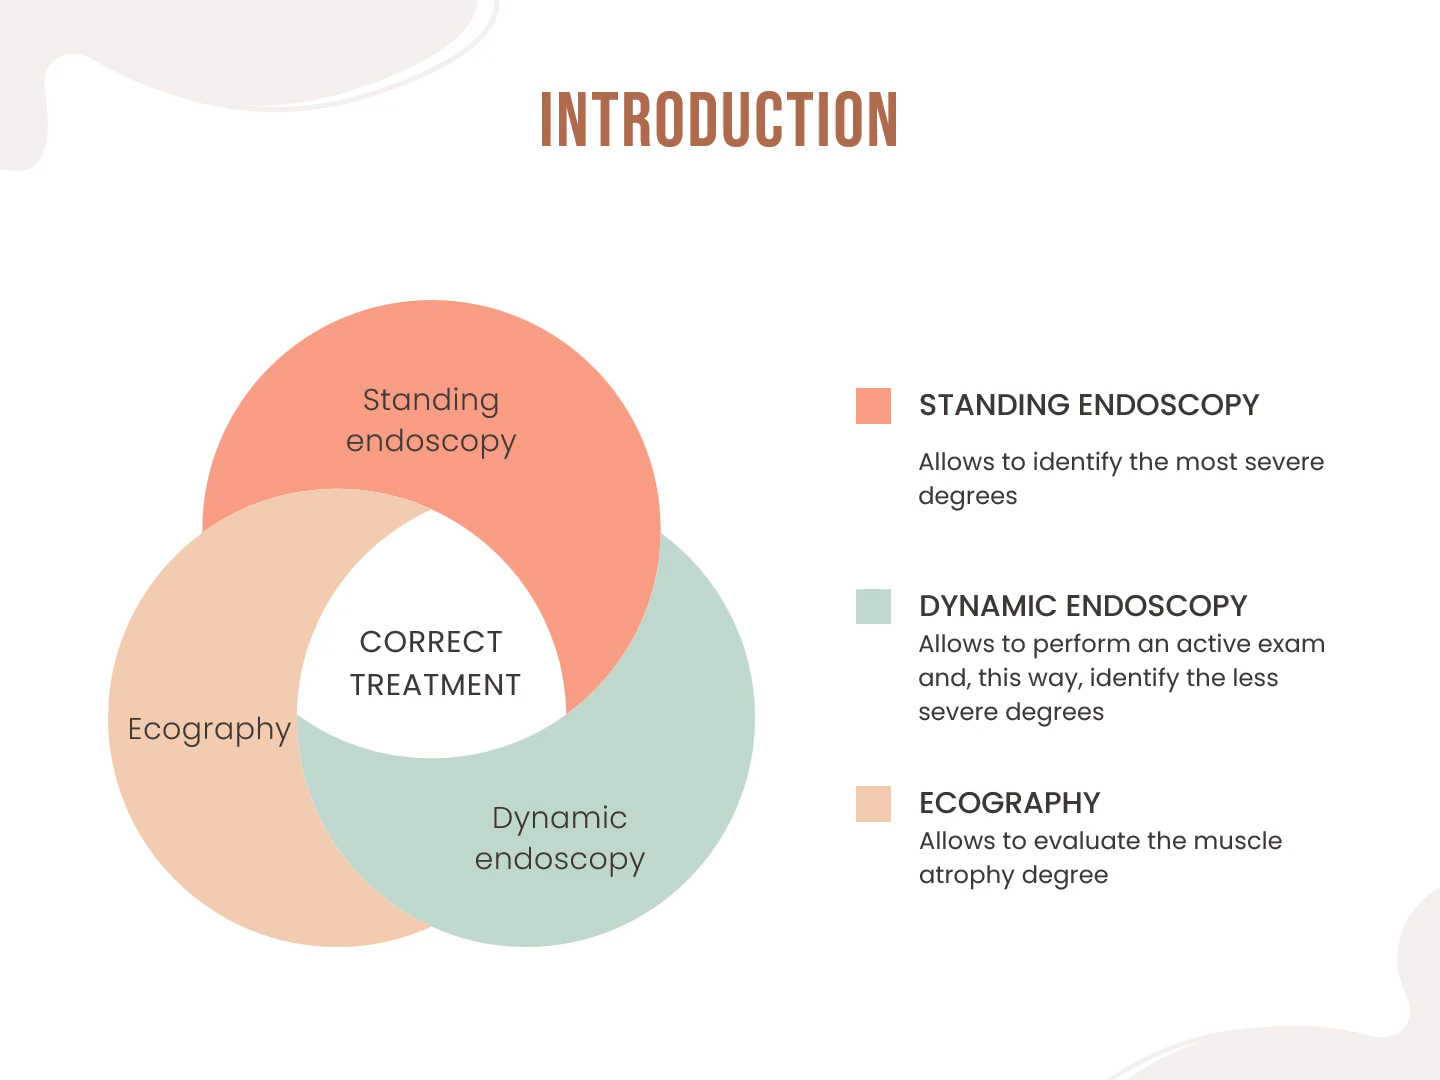 INTRODUCTION
Standing
endoscopy
CORRECT
TREATMENT
Ecography
Dynamic
endoscopy
STANDING ENDOSCOPY
Allows to identify the most severe
degrees
DYNAMIC ENDOSCOPY
Allows to perform an active exam
and, this way, identify the less
severe degrees
ECOGRAPHY
Allows to evaluate the muscle
atrophy degree